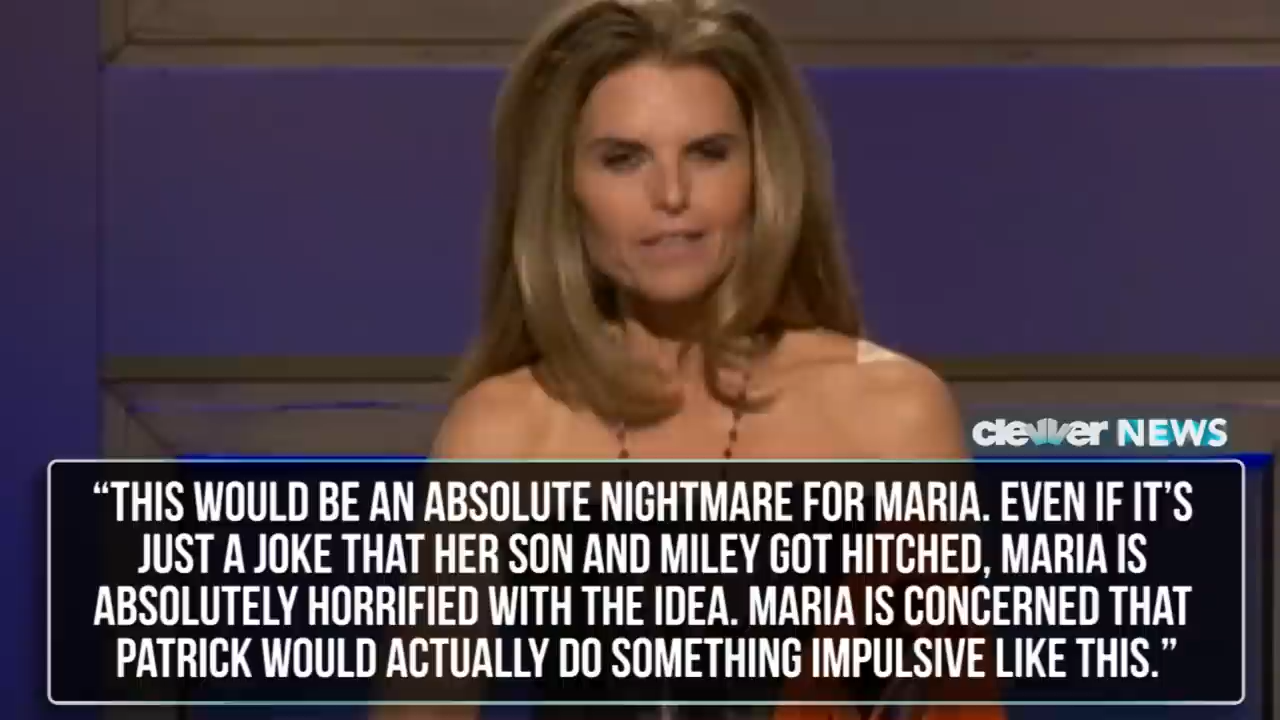 clevver NEWS
“THIS WOULD BE AN ABSOLUTE NIGHTMARE FOR MARIA. EVEN IF IT’S
JUST A JOKE THAT HER SON AND MILEY GOT HITCHED, MARIA IS
ABSOLUTELY HORRIFIED WITH THE IDEA. MARIA IS CONCERNED THAT
PATRICK WOULD ACTUALLY DO SOMETHING IMPULSIVE LIKE THIS.”